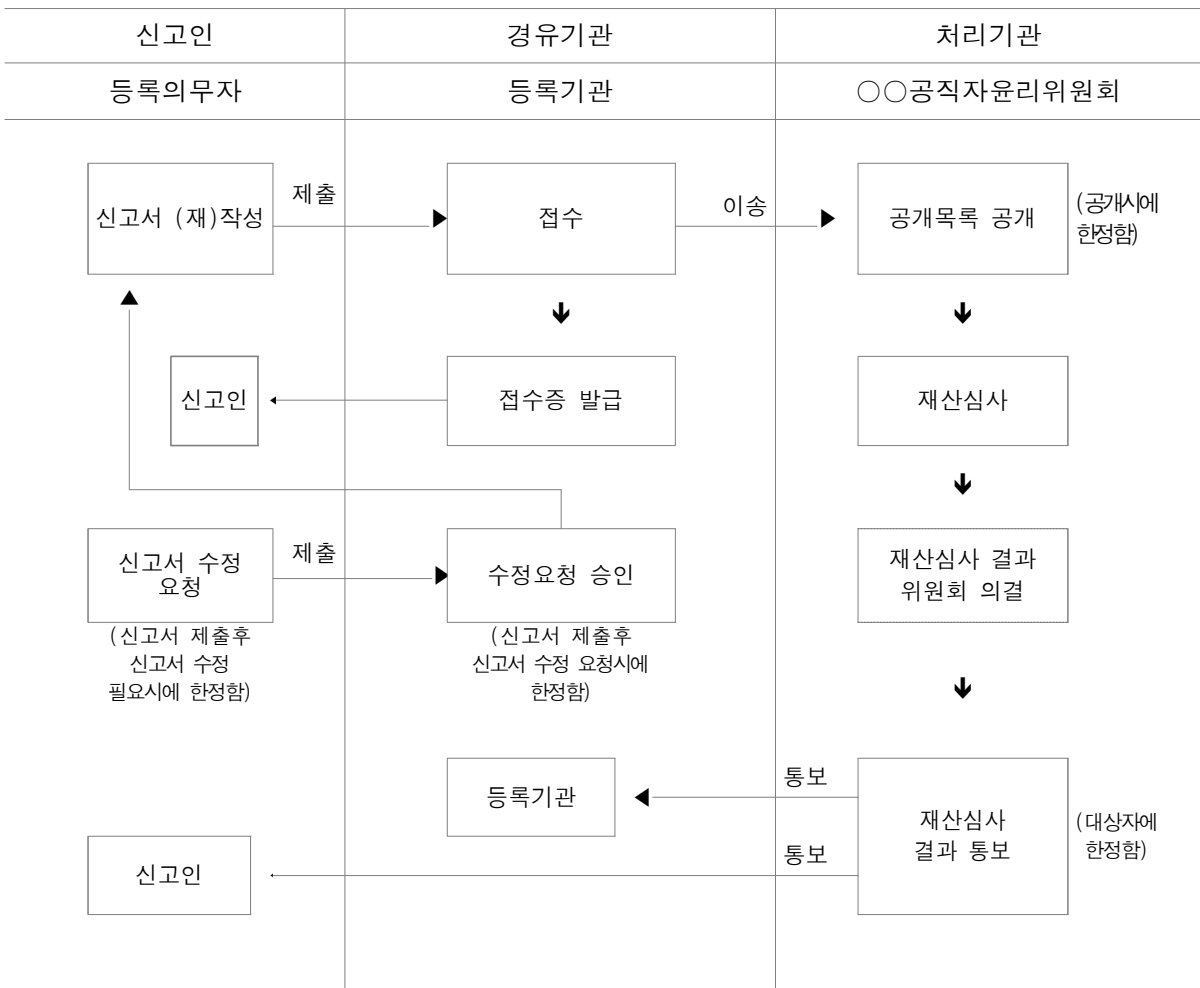 신고인
경유기관
처리기관
등록의무자
등록기관
○○공직자윤리위원회
신고서 (재)작성
제출
접수
이송
공개목록 공개
(공개시에
한정함)
신고인
접수증 발급
재산심사
신고서 수정
요청
제출
수정요청 승인
재산심사 결과
위원회 의결
(신고서 제출후
신고서 수정
필요시에 한정함)
(신고서 제출후
신고서 수정 요청시에
한정함)
등록기관
통보
재산심사
결과 통보
(대상자에
한정함)
신고인
통보